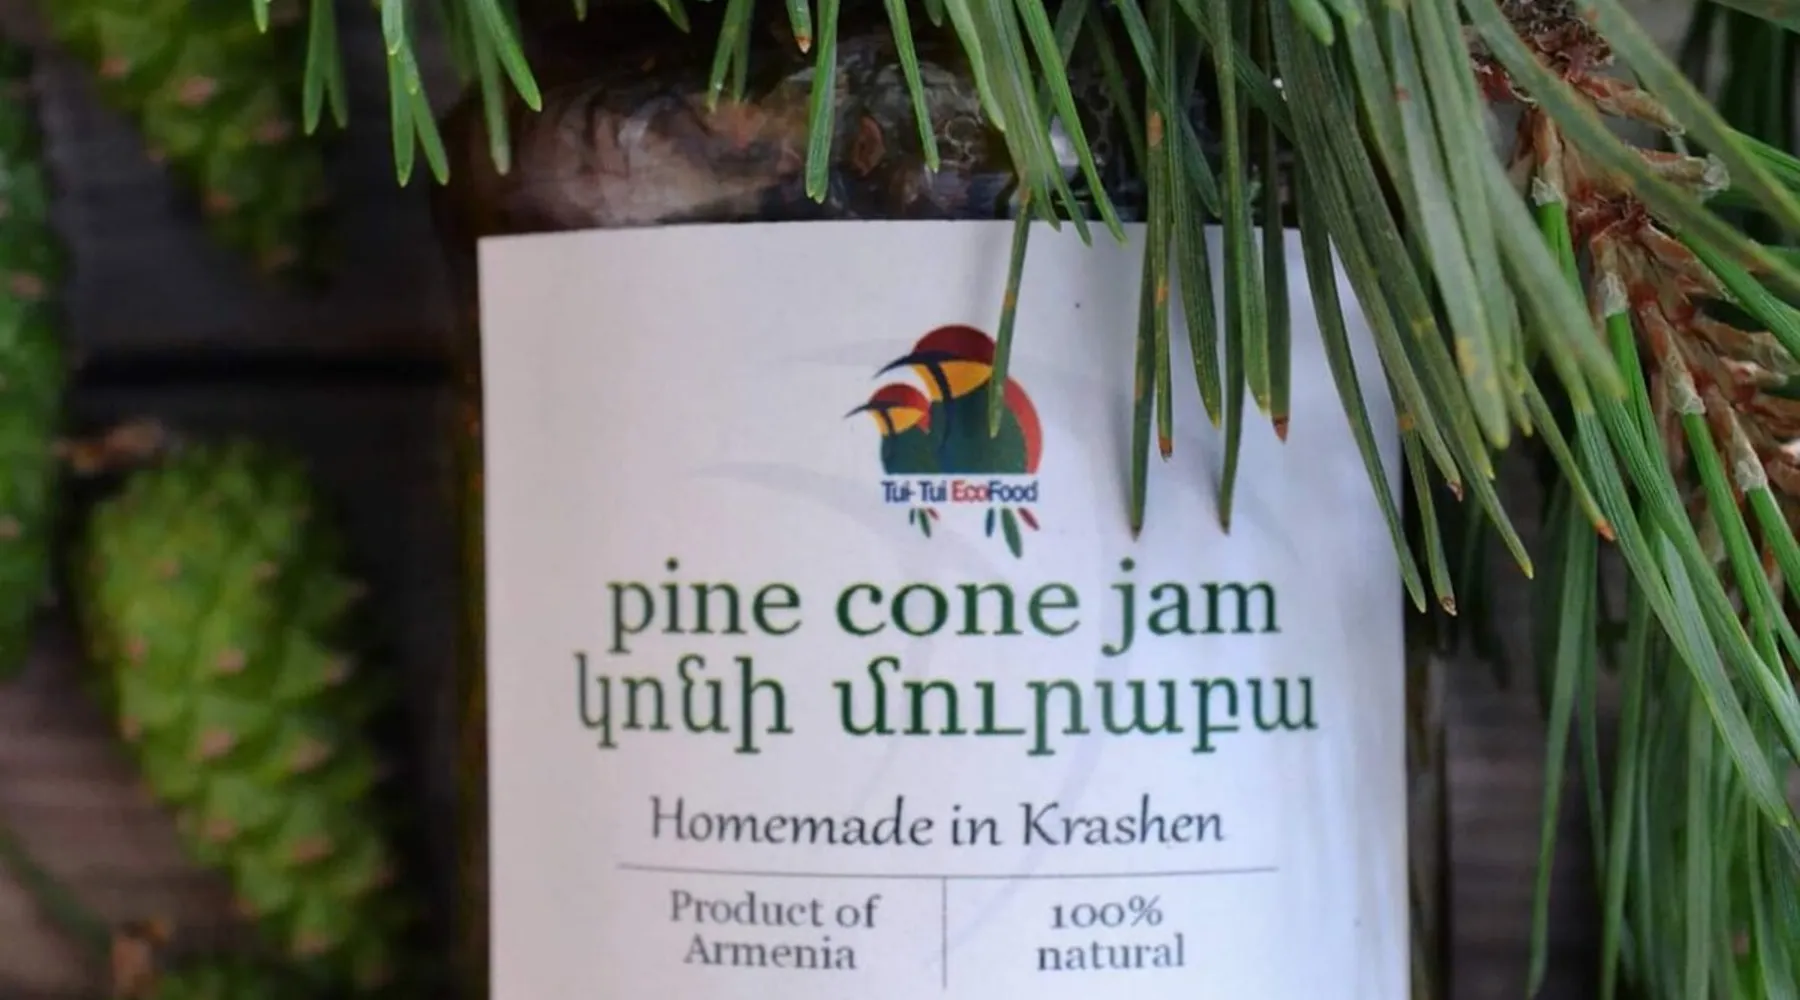 Tui-Tui EcoFood
pine cone jam
կոնի մուրաբա
Homemade in Krashen
Product of
Armenia
100%
natural